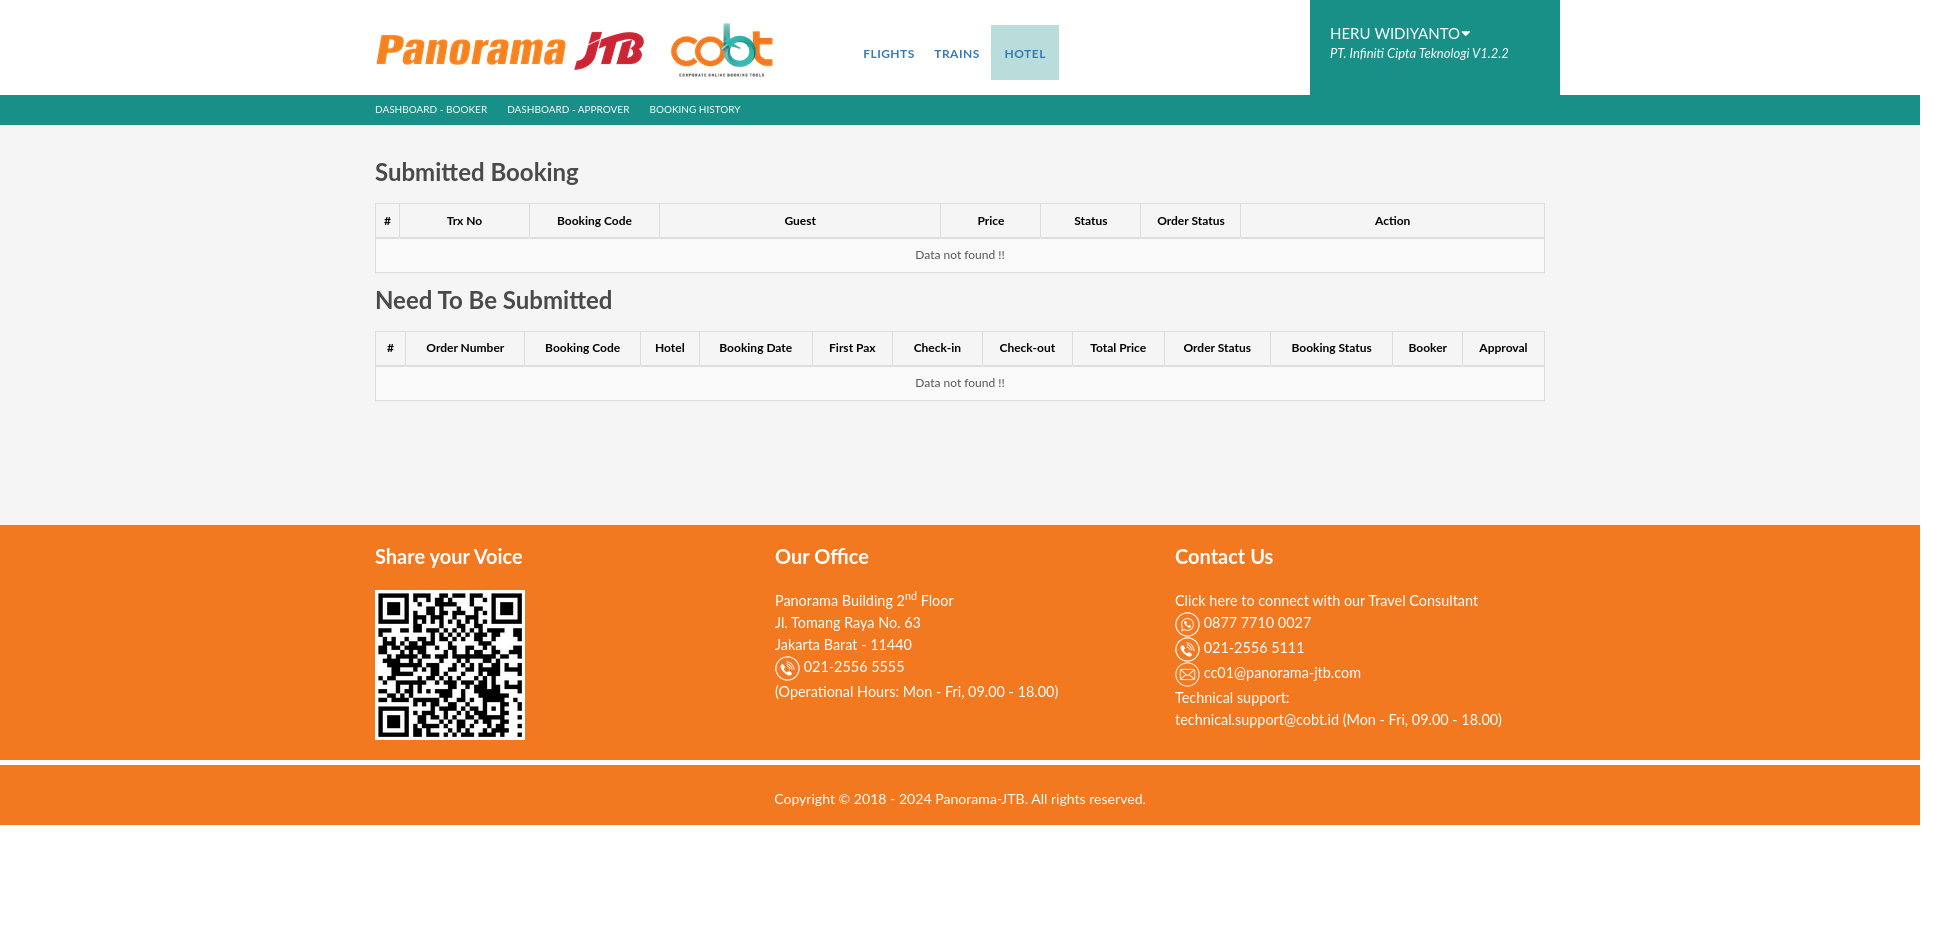 Panorama JTB cobt
CORPORATE ONLINE BOOKING TOOLS
FLIGHTS TRAINS HOTEL
HERU WIDIYANTO
PT. Infiniti Cipta Teknologi V1.2.2
DASHBOARD - BOOKER DASHBOARD - APPROVER BOOKING HISTORY
Submitted Booking
# Trx No Booking Code Guest Price Status Order Status Action
Data not found !!
Need To Be Submitted
# Order Number Booking Code Hotel Booking Date First Pax Check-in Check-out Total Price Order Status Booking Status Booker Approval
Data not found !!
Share your Voice
Our Office
Panorama Building 2nd Floor
Jl. Tomang Raya No. 63
Jakarta Barat - 11440
021-2556 5555
(Operational Hours: Mon - Fri, 09.00 - 18.00)
Contact Us
Click here to connect with our Travel Consultant
0877 7710 0027
021-2556 5111
cc01@panorama-jtb.com
Technical support:
technical.support@cobt.id (Mon - Fri, 09.00 - 18.00)
Copyright © 2018 - 2024 Panorama-JTB. All rights reserved.